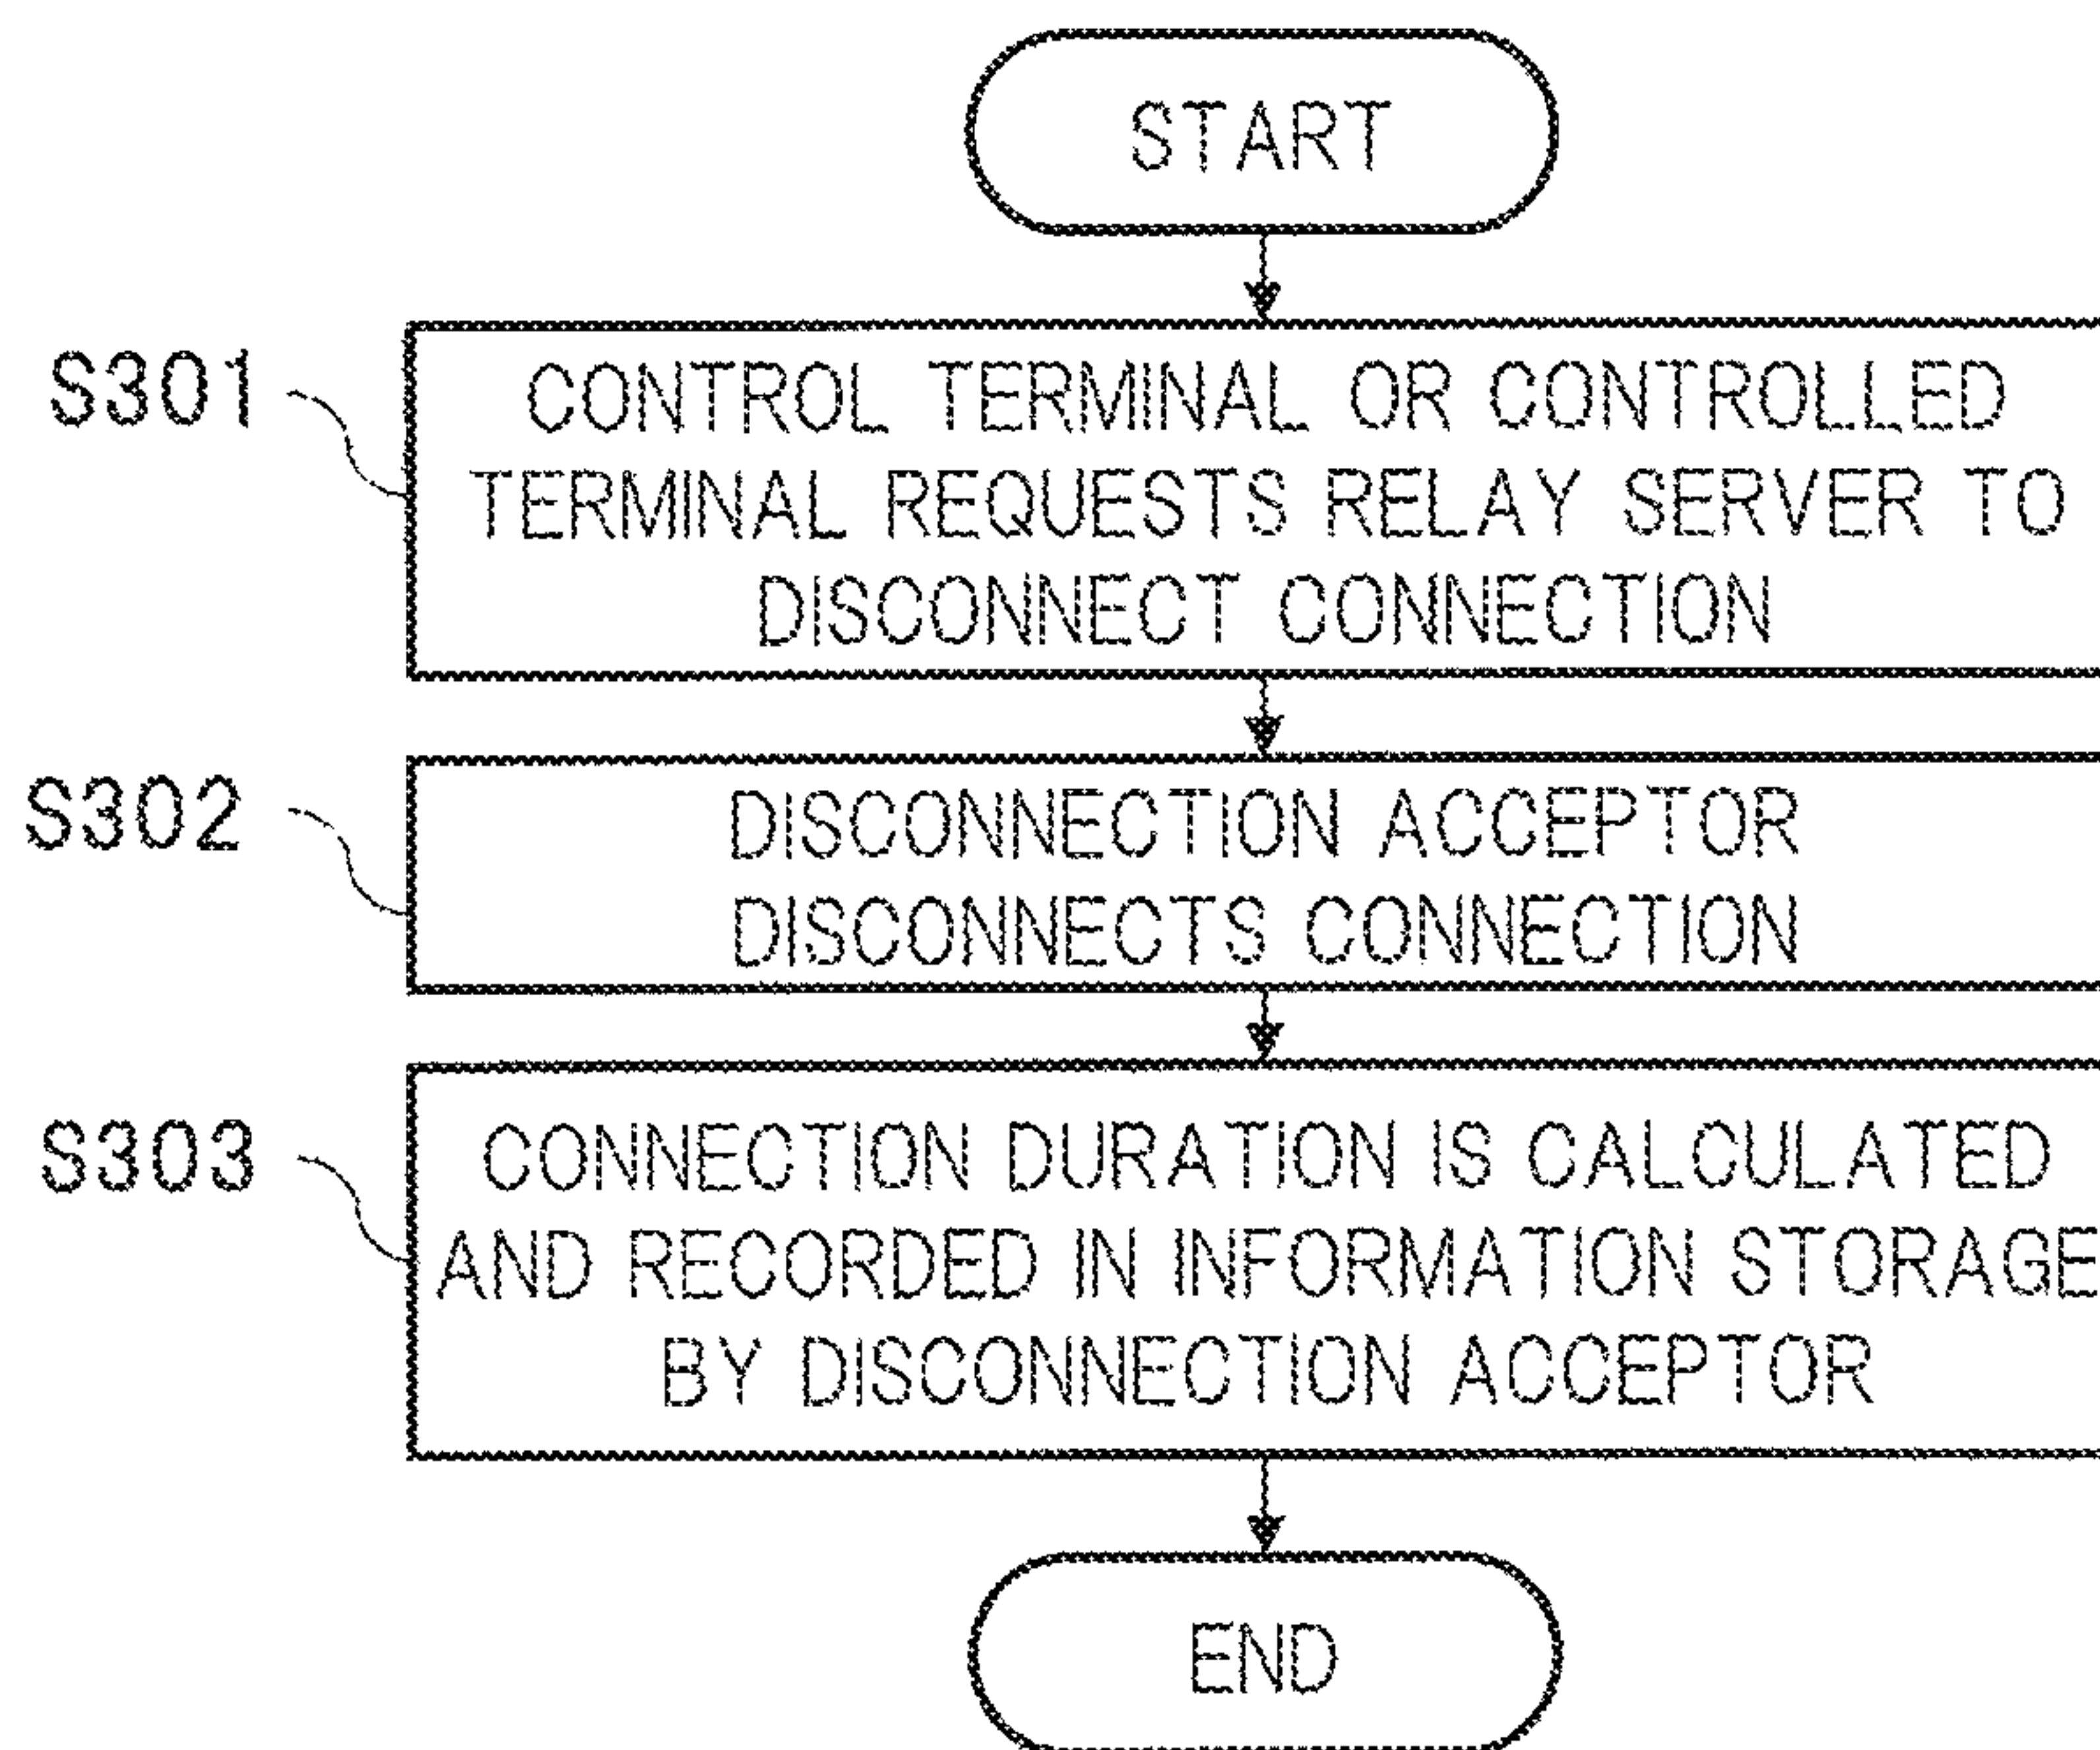 START
S301
CONTROL TERMINAL OR CONTROLLED
TERMINAL REQUESTS RELAY SERVER TO
DISCONNECT CONNECTION
S302
DISCONNECTION ACCEPTOR
DISCONNECTS CONNECTION
S303
CONNECTION DURATION IS CALCULATED
AND RECORDED IN INFORMATION STORAGE
BY DISCONNECTION ACCEPTOR
END